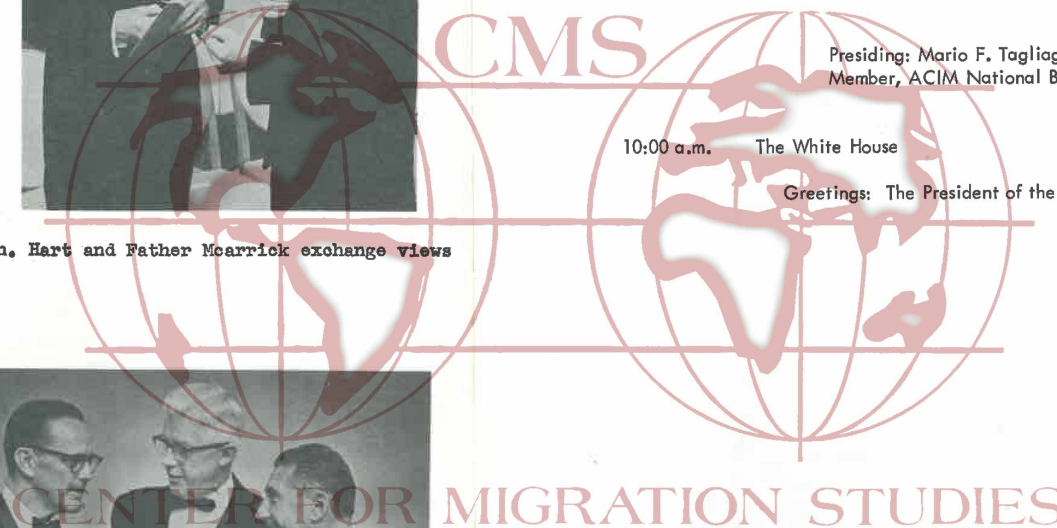 CMS
Presiding: Mario F.
Member, ACIM National
10:00 a.m. The White House
Greetings: The President of the
Hart and Father Mcarrick exchange views
CENTER FOR MIGRATION STUDIES